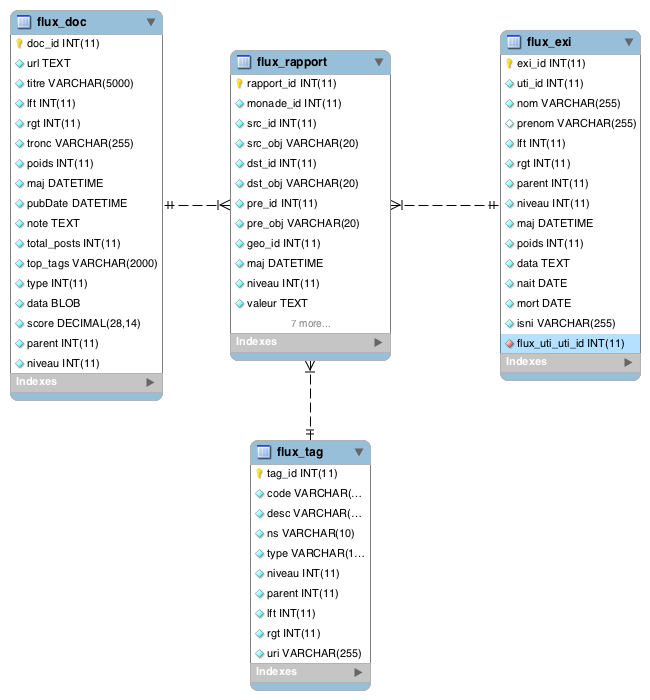 flux_doc
doc_id INT(11)
url TEXT
titre VARCHAR(5000)
lft INT(11)
rgt INT(11)
tronc VARCHAR(255)
poids INT(11)
maj DATETIME
pubDate DATETIME
note TEXT
total_posts INT(11)
top_tags VARCHAR(2000)
type INT(11)
data BLOB
score DECIMAL(28,14)
parent INT(11)
niveau INT(11)
Indexes
flux_rapport
rapport_id INT(11)
monade_id INT(11)
src_id INT(11)
src_obj VARCHAR(20)
dst_id INT(11)
dst_obj VARCHAR(20)
pre_id INT(11)
pre_obj VARCHAR(20)
geo_id INT(11)
maj DATETIME
niveau INT(11)
valeur TEXT
7 more...
Indexes
flux_exi
exi_id INT(11)
uti_id INT(11)
nom VARCHAR(255)
prenom VARCHAR(255)
lft INT(11)
rgt INT(11)
parent INT(11)
niveau INT(11)
maj DATETIME
poids INT(11)
data TEXT
nait DATE
mort DATE
isni VARCHAR(255)
flux_uti_uti_id INT(11)
Indexes
flux_tag
tag_id INT(11)
code VARCHAR(...
desc VARCHAR(...
ns VARCHAR(10)
type VARCHAR(1...
niveau INT(11)
parent INT(11)
lft INT(11)
rgt INT(11)
uri VARCHAR(255)
Indexes